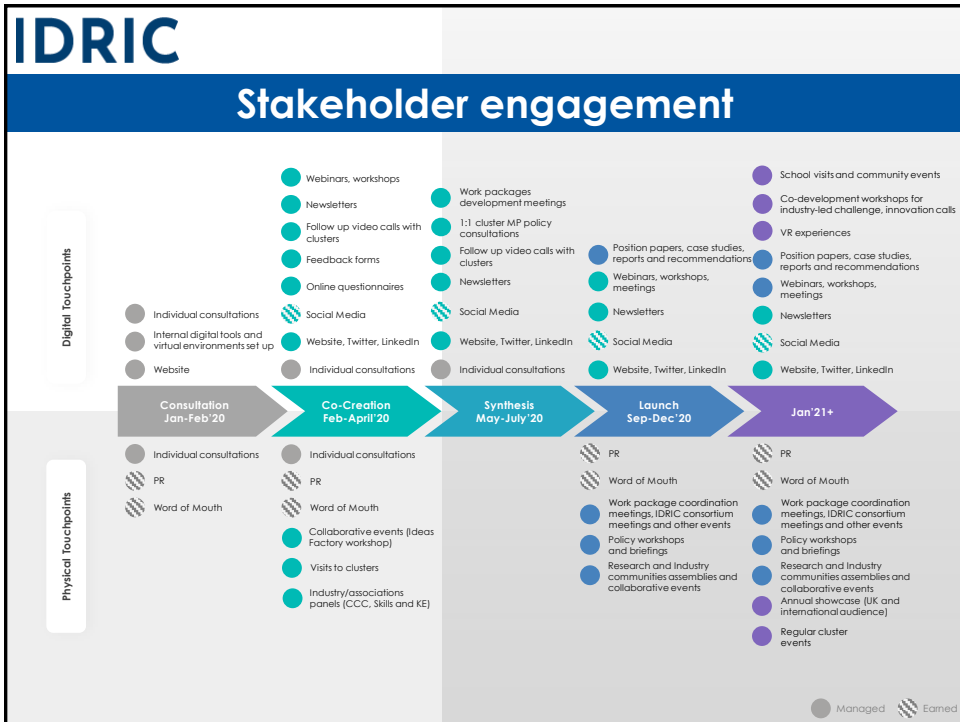 IDRIC
Stakeholder engagement
Digital Touchpoints
Individual consultations
Internal digital tools and
virtual environments set up
Website
Webinars, workshops
Newsletters
Follow up video calls with
clusters
Feedback forms
Online questionnaires
Social Media
Website, Twitter, LinkedIn
Individual consultations
Work packages
development meetings
1:1 cluster MP policy
consultations
Follow up video calls with
clusters
Newsletters
Social Media
Website, Twitter, LinkedIn
Individual consultations
Position papers, case studies,
reports and recommendations
Webinars, workshops,
meetings
Newsletters
Social Media
Website, Twitter, LinkedIn
School visits and community events
Co-development workshops for
industry-led challenge, innovation calls
VR experiences
Position papers, case studies,
reports and recommendations
Webinars, workshops,
meetings
Newsletters
Social Media
Website, Twitter, LinkedIn
Consultation
Jan-Feb'20
Co-Creation
Feb-April'20
Synthesis
May-July'20
Launch
Sep-Dec'20
Jan'21+
Physical Touchpoints
Individual consultations
PR
Word of Mouth
Individual consultations
PR
Word of Mouth
Collaborative events (Ideas
Factory workshop)
Visits to clusters
Industry/associations
panels (CCC, Skills and KE)
PR
Word of Mouth
Work package coordination
meetings, IDRIC consortium
meetings and other events
Policy workshops
and briefings
Research and Industry
communities assemblies and
collaborative events
PR
Word of Mouth
Work package coordination
meetings, IDRIC consortium
meetings and other events
Policy workshops
and briefings
Research and Industry
communities assemblies and
collaborative events
Annual showcase (UK and
international audience)
Regular cluster
events
Managed
Earned